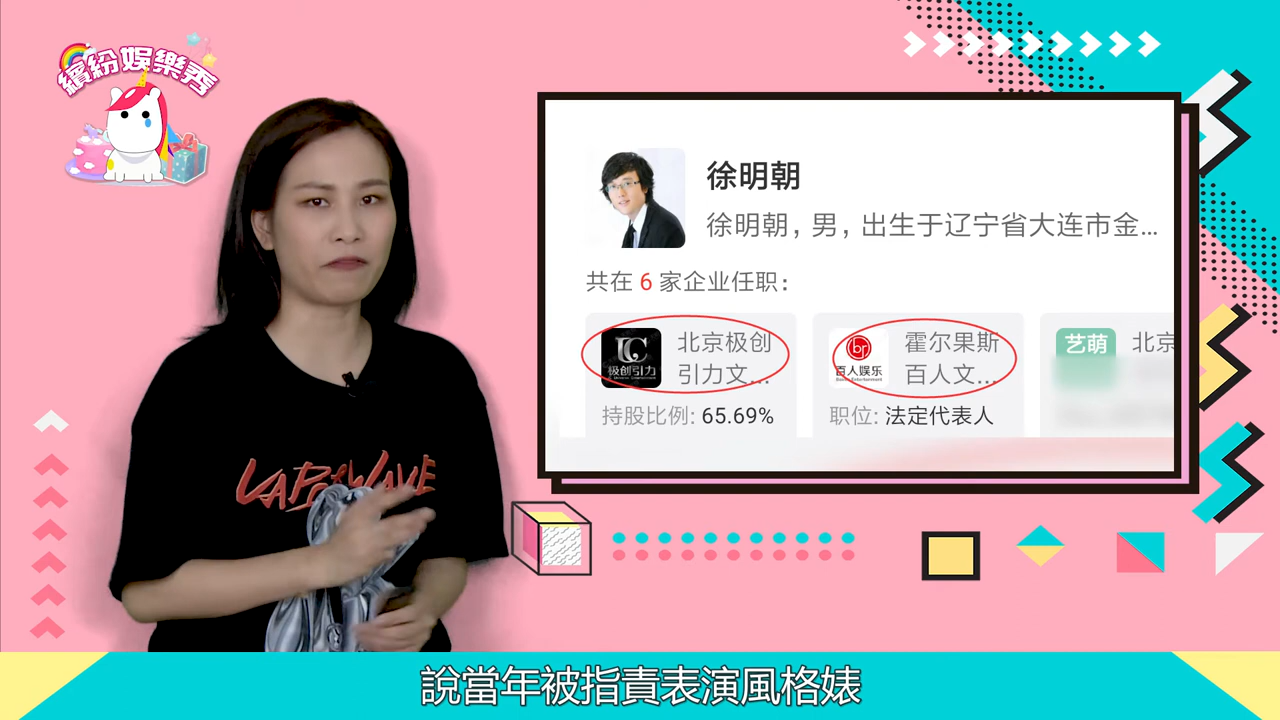 繽紛娛樂秀
徐明朝
徐明朝，男，出生于辽宁省大连市金...
共在 6 家企业任职：
极创引力
北京极创
引力文...
持股比例: 65.69%
br
百人娱乐
霍尔果斯
百人文...
职位: 法定代表人
艺萌
北京
說當年被指責表演風格婊